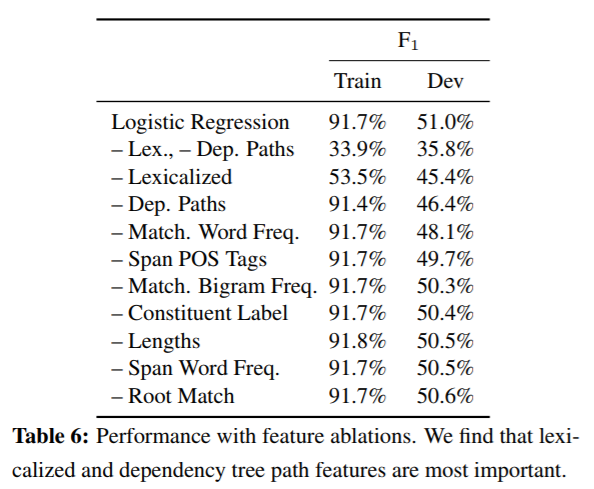 F1
Train Dev
Logistic Regression 91.7% 51.0%
– Lex., – Dep. Paths 33.9% 35.8%
– Lexicalized 53.5% 45.4%
– Dep. Paths 91.4% 46.4%
– Match. Word Freq. 91.7% 48.1%
– Span POS Tags 91.7% 49.7%
– Match. Bigram Freq. 91.7% 50.3%
– Constituent Label 91.7% 50.4%
– Lengths 91.8% 50.5%
– Span Word Freq. 91.7% 50.5%
– Root Match 91.7% 50.6%
Table 6: Performance with feature ablations. We find that lexi-
calized and dependency tree path features are most important.